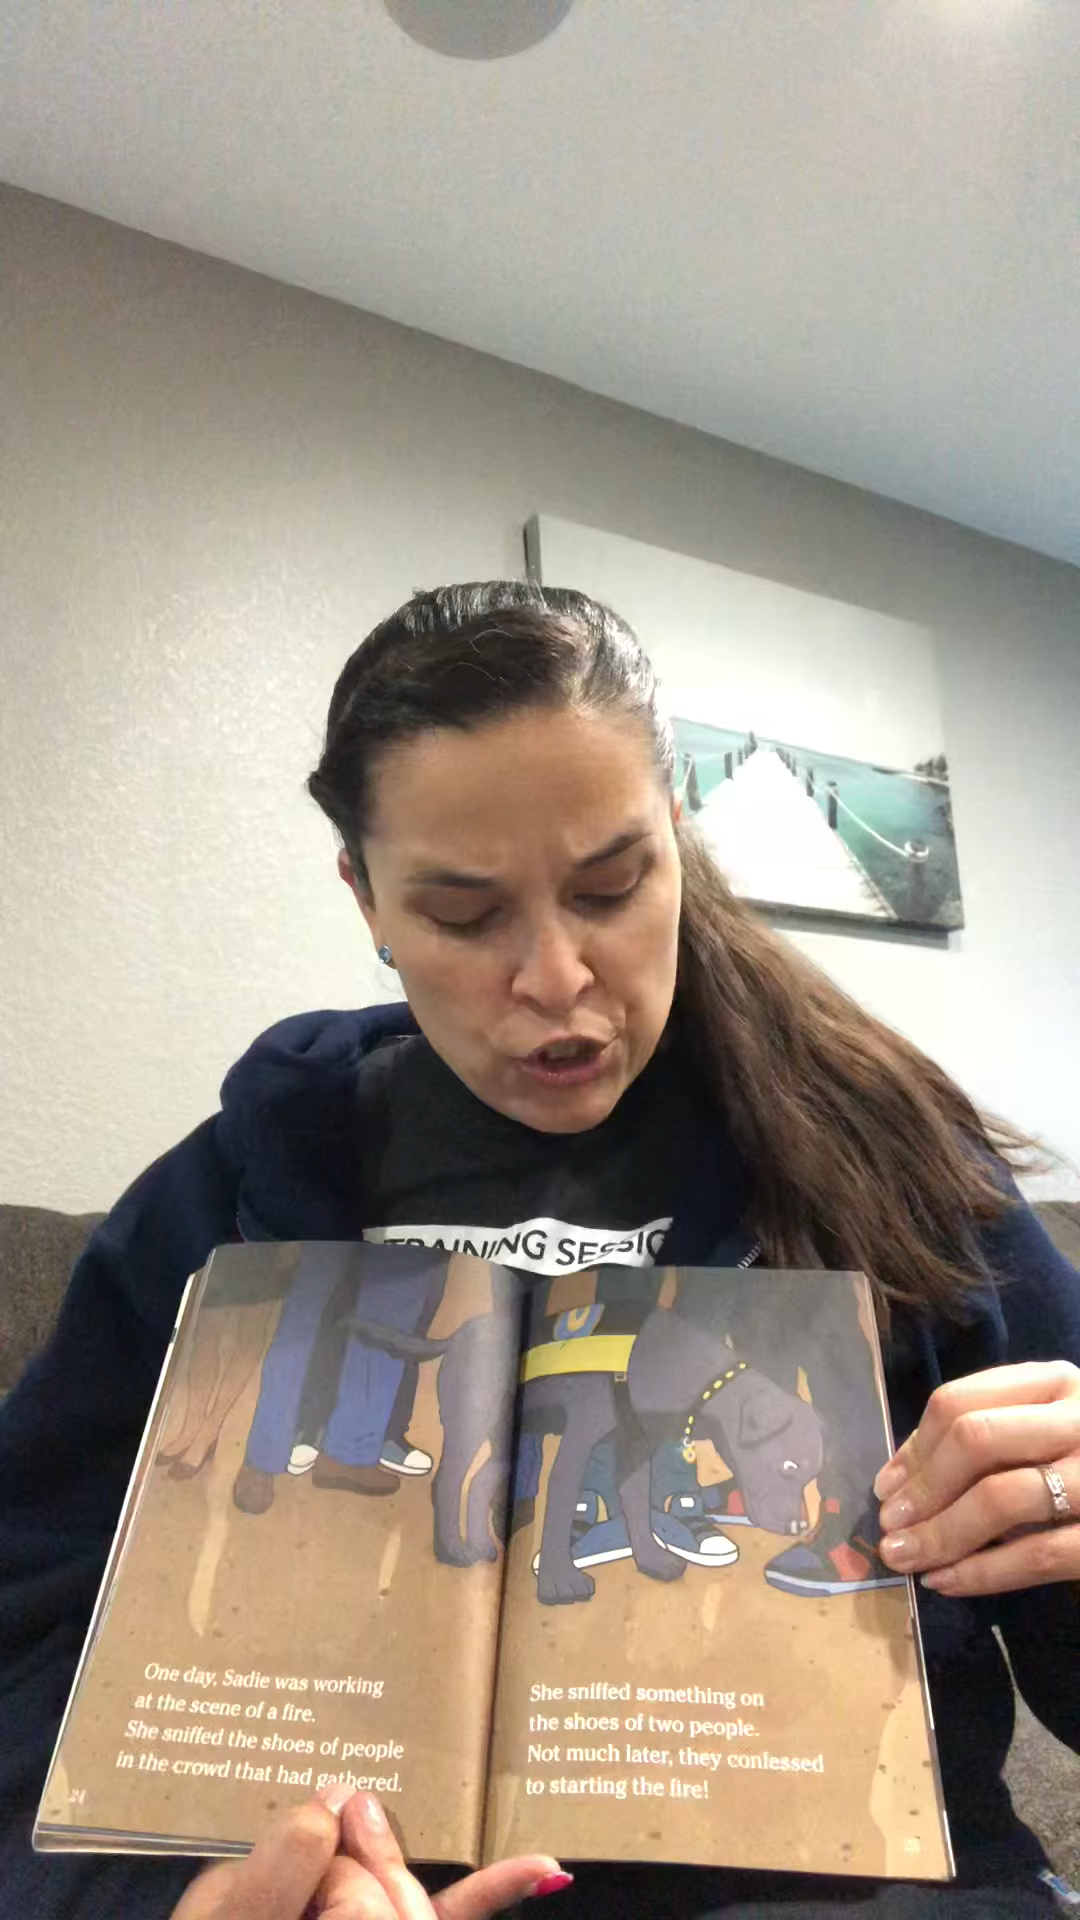 TRAINING SESSIO
One day, Sadie was working
at the scene of a fire.
She sniffed the shoes of people
in the crowd that had gathered.
24
She sniffed something on
the shoes of two people.
Not much later, they confessed
to starting the fire!